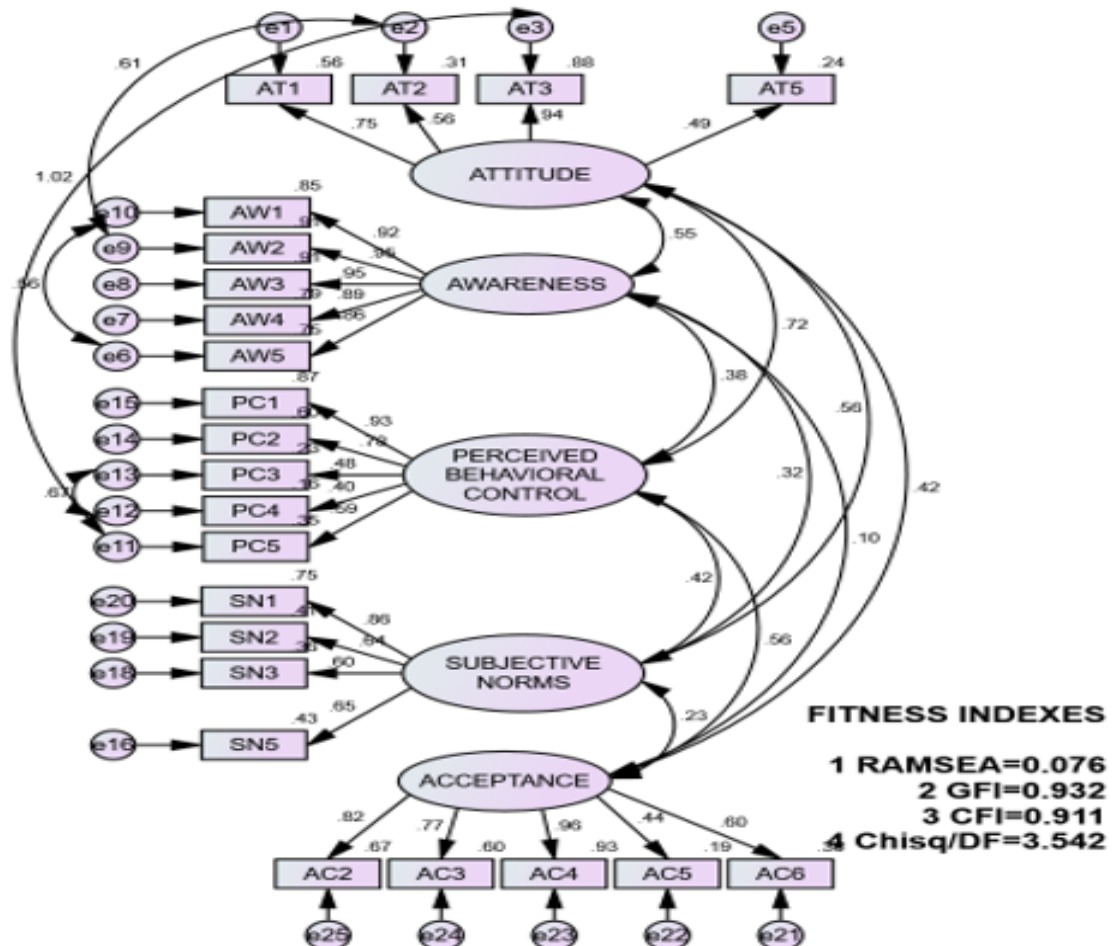 e1 e2 e3 e5
.61 .56 .31 .88 .24
AT1 AT2 AT3 AT5
.75 .56 .94 .49
ATTITUDE
1.02
.85
e10 AW1 .92
.55
e9 AW2
AWARENESS
e8 AW3 .95
.89
e7 AW4 .86
.72
e6 AW5 .75
.38
.87
e15 PC1 .93
.56
e14 PC2
PERCEIVED
BEHAVIORAL
CONTROL
e13 PC3 .48
.32
.42
.67
e12 PC4 .40
e11 PC5 .35 .59
.10
.75
.42
e20 SN1 .86
e19 SN2 .64
.56
SUBJECTIVE
NORMS
e18 SN3 .60
.65
.43
.23
e16 SN5
FITNESS INDEXES
ACCEPTANCE
1 RAMSEA=0.076
2 GFI=0.932
3 CFI=0.911
4 Chisq/DF=3.542
.82 .77 .96 .44 .60
.67 .60 .93 .19
AC2 AC3 AC4 AC5 AC6
e25 e24 e23 e22 e21